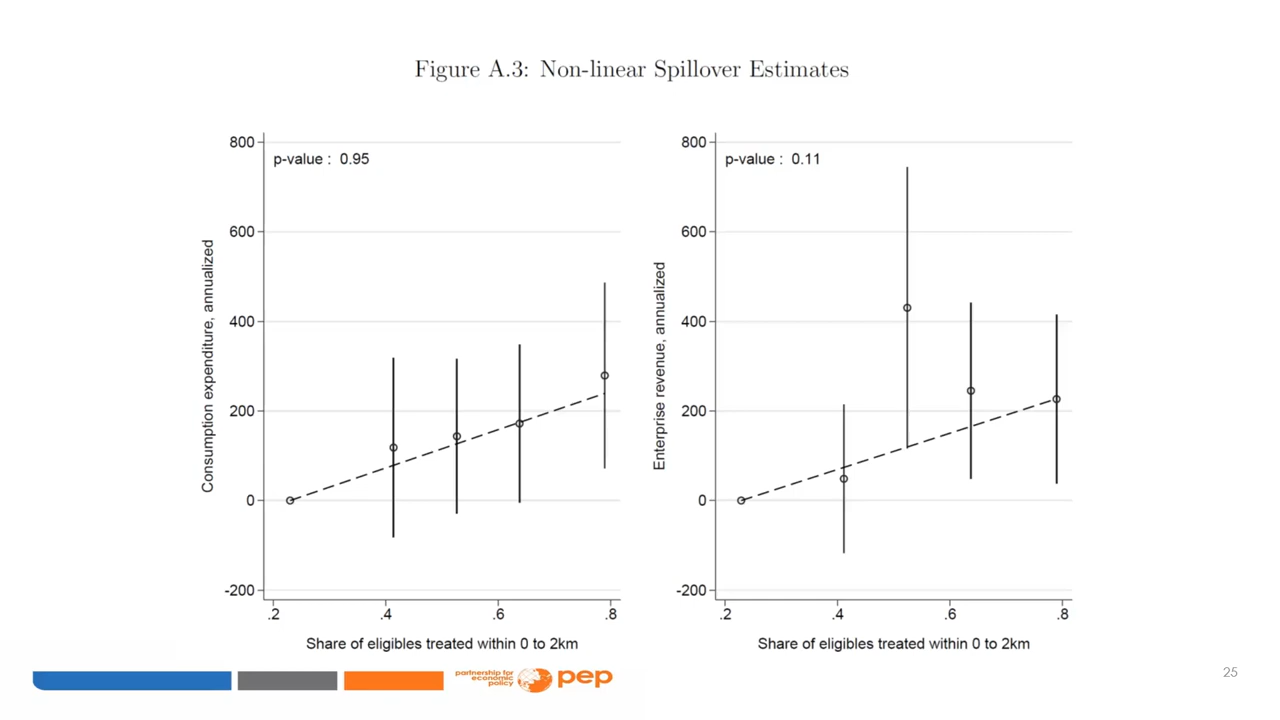 Figure A.3: Non-linear Spillover Estimates
800
600
400
200
0
-200
p-value : 0.95
Consumption expenditure, annualized
.2 .4 .6 .8
Share of eligibles treated within 0 to 2km
800
600
400
200
0
-200
p-value : 0.11
Enterprise revenue, annualized
.2 .4 .6 .8
Share of eligibles treated within 0 to 2km
partnership for
economic
policy
pep
25